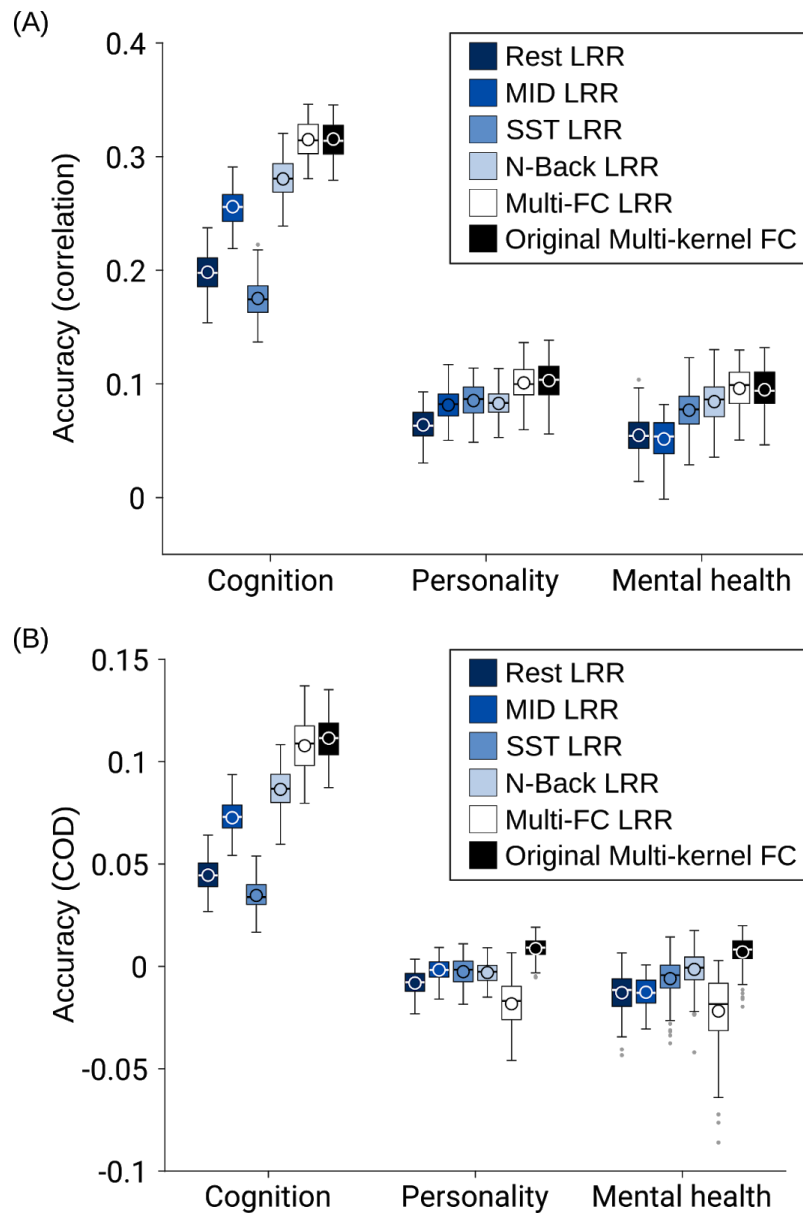 (A)
Accuracy (correlation)
0.4
0.3
0.2
0.1
0
Rest LRR
MID LRR
SST LRR
N-Back LRR
Multi-FC LRR
Original Multi-kernel FC
Cognition Personality Mental health
(B)
Accuracy (COD)
0.15
0.1
0.05
0
-0.05
-0.1
Rest LRR
MID LRR
SST LRR
N-Back LRR
Multi-FC LRR
Original Multi-kernel FC
Cognition Personality Mental health